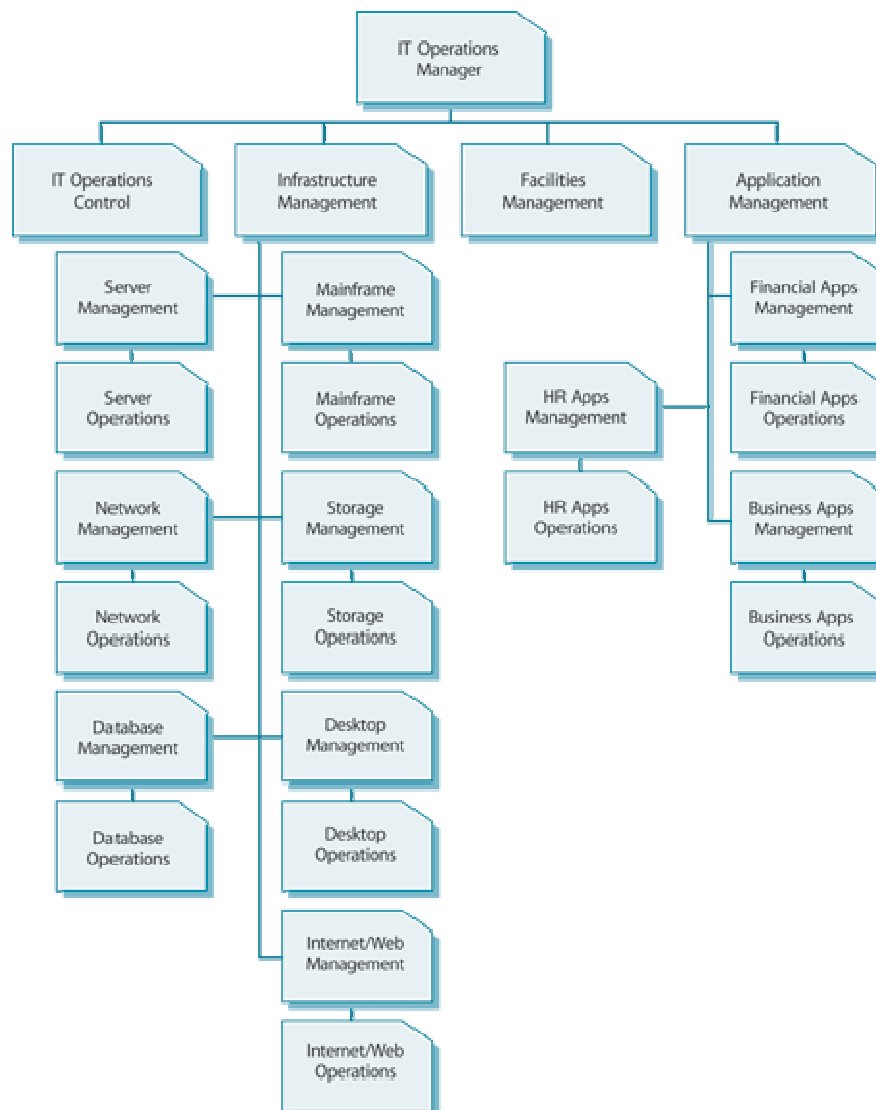 IT Operations
Manager
IT Operations
Control
Infrastructure
Management
Facilities
Management
Application
Management
Server
Management
Mainframe
Management
Financial Apps
Management
Server
Operations
Mainframe
Operations
HR Apps
Management
Financial Apps
Operations
Network
Management
Storage
Management
HR Apps
Operations
Business Apps
Management
Network
Operations
Storage
Operations
Business Apps
Operations
Database
Management
Desktop
Management
Database
Operations
Desktop
Operations
Internet/Web
Management
Internet/Web
Operations